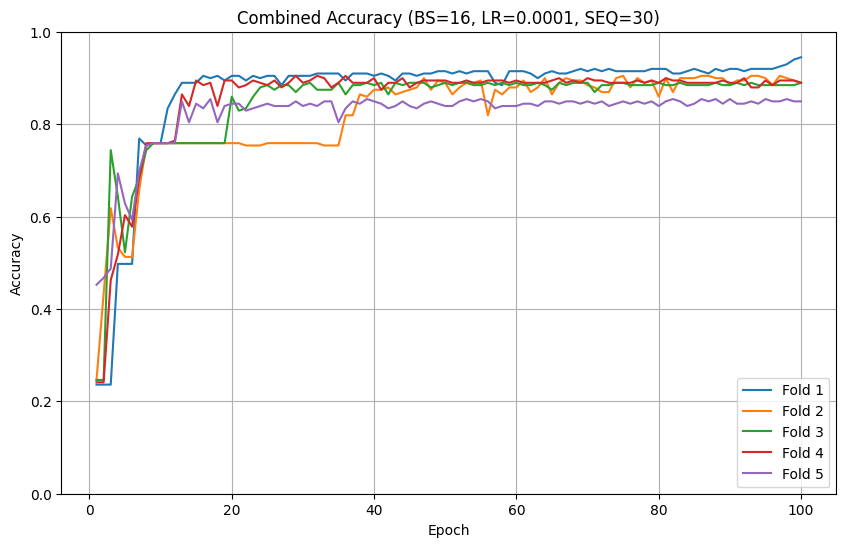 Combined Accuracy (BS=16, LR=0.0001, SEQ=30)
1.0
0.8
0.6
0.4
0.2
0.0
Accuracy
0 20 40 60 80 100
Epoch
Fold 1
Fold 2
Fold 3
Fold 4
Fold 5